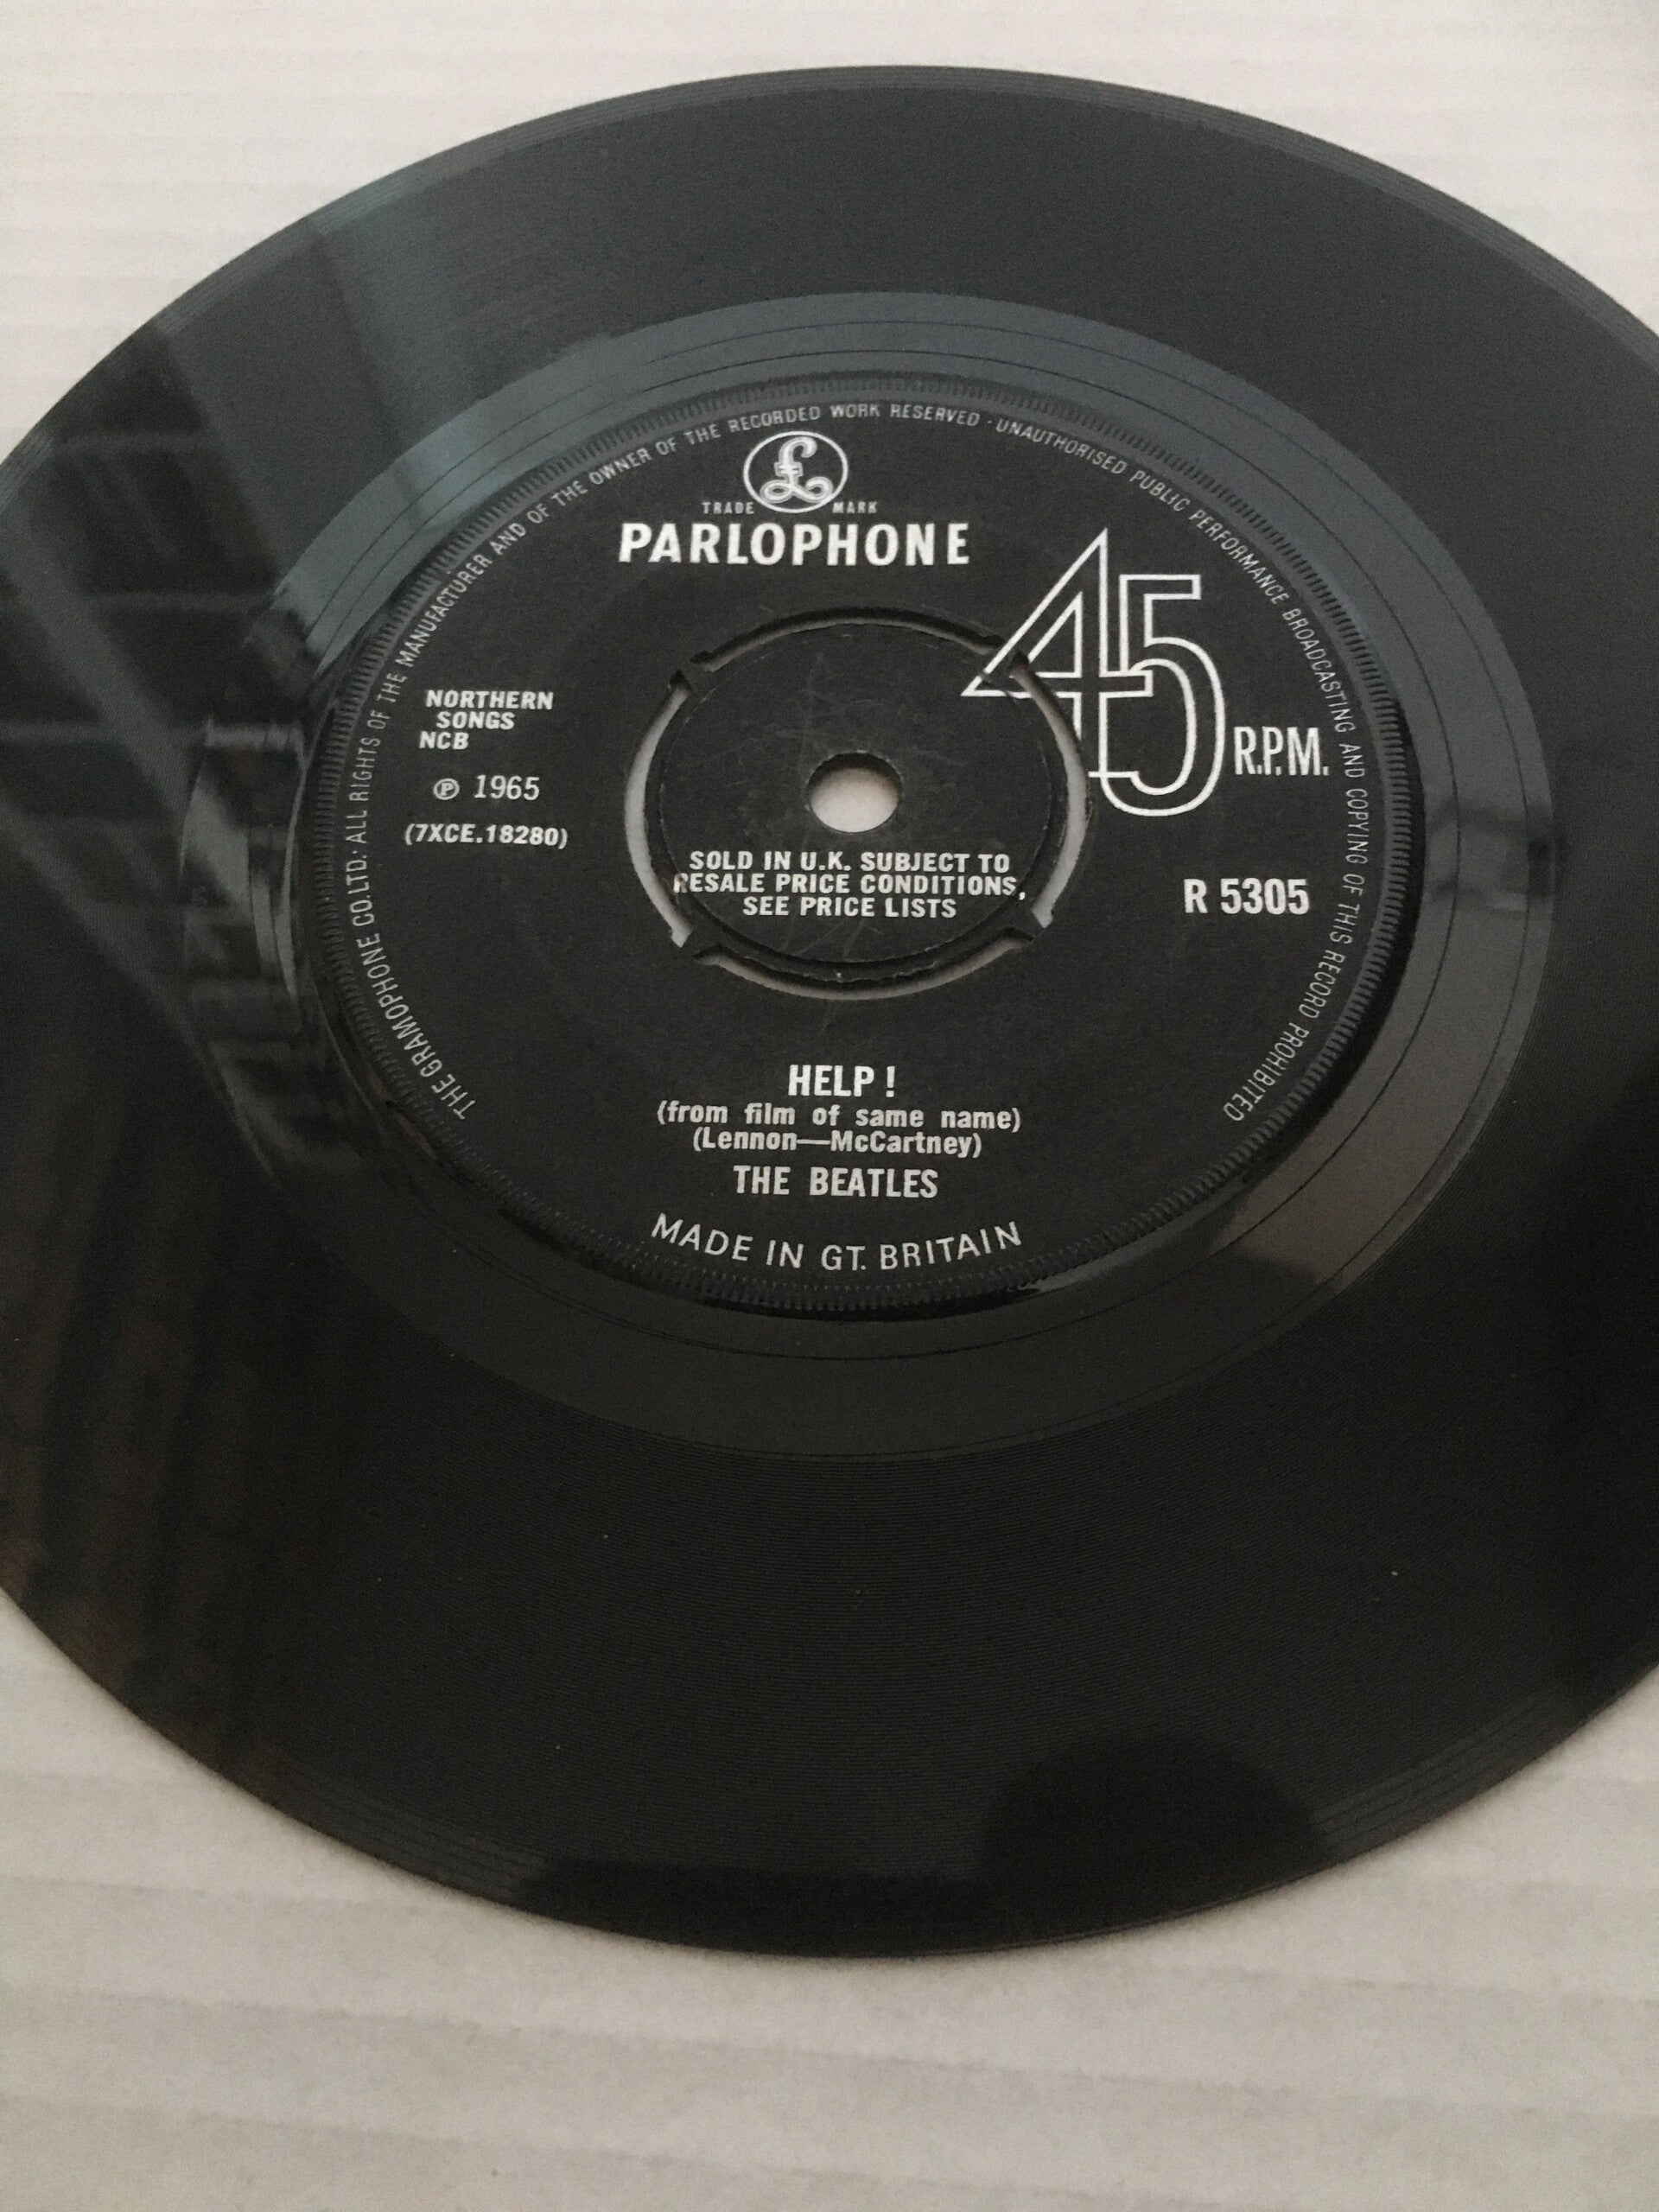 THE GRAMOPHONE CO.LTD. ALL RIGHTS OF THE MANUFACTURER AND OF THE OWNER OF THE RECORDED WORK RESERVED · UNAUTHORISED PUBLIC PERFORMANCE BROADCASTING AND COPYING OF THIS RECORD PROHIBITED
£
TRADE MARK
PARLOPHONE
45 R.P.M.
NORTHERN
SONGS
NCB
℗ 1965
(7XCE.18280)
SOLD IN U.K. SUBJECT TO
RESALE PRICE CONDITIONS,
SEE PRICE LISTS
R 5305
HELP!
(from film of same name)
(Lennon—McCartney)
THE BEATLES
MADE IN GT. BRITAIN